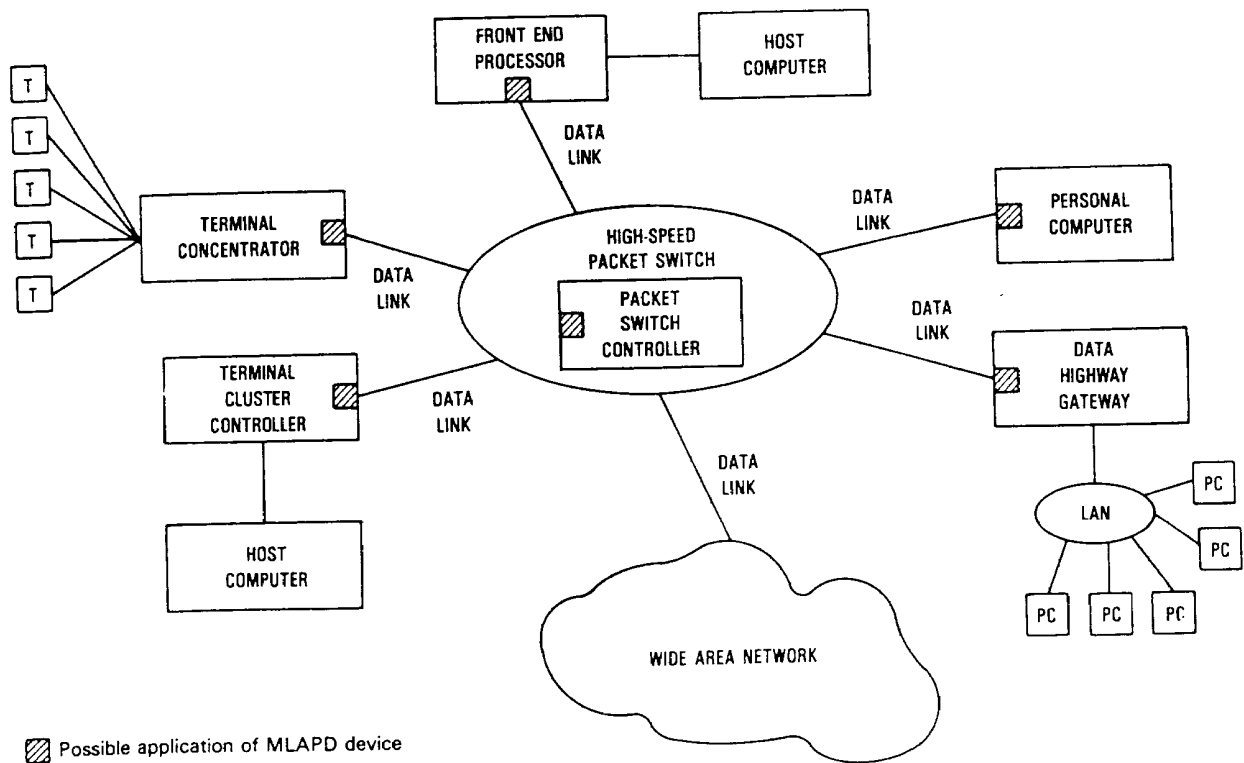 FRONT END
PROCESSOR
HOST
COMPUTER
T
T
T
T
T
DATA
LINK
TERMINAL
CONCENTRATOR
DATA
LINK
HIGH-SPEED
PACKET SWITCH
PACKET
SWITCH
CONTROLLER
DATA
LINK
PERSONAL
COMPUTER
DATA
LINK
DATA
HIGHWAY
GATEWAY
TERMINAL
CLUSTER
CONTROLLER
DATA
LINK
DATA
LINK
HOST
COMPUTER
LAN
PC
PC
PC
PC
PC
WIDE AREA NETWORK
Possible application of MLAPD device